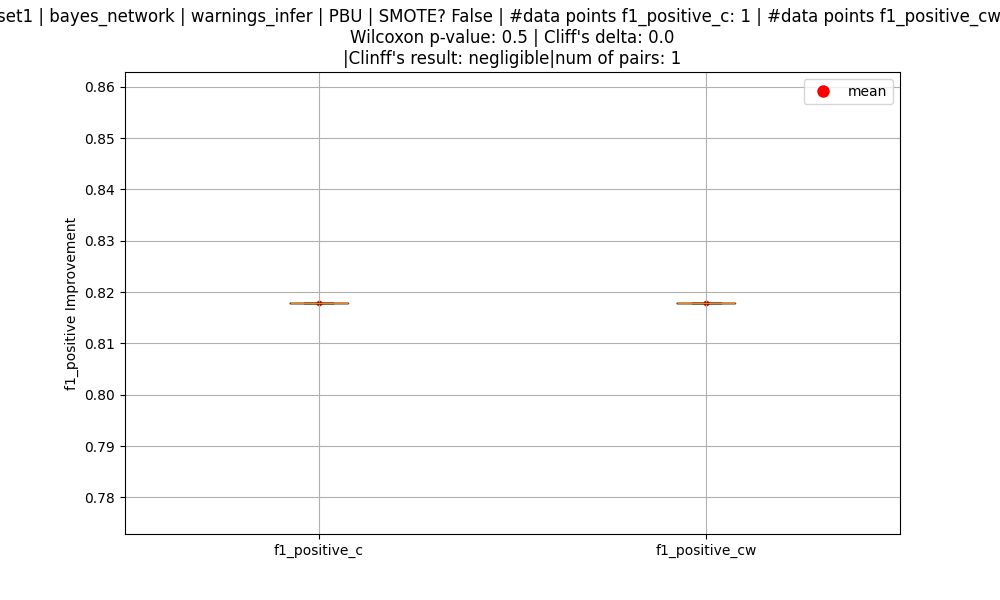 set1 | bayes_network | warnings_infer | PBU | SMOTE? False | #data points f1_positive_c: 1 | #data points f1_positive_cw
Wilcoxon p-value: 0.5 | Cliff's delta: 0.0
|Clinff's result: negligible|num of pairs: 1
mean
0.86
0.85
0.84
0.83
0.82
0.81
0.80
0.79
0.78
f1_positive Improvement
f1_positive_c
f1_positive_cw